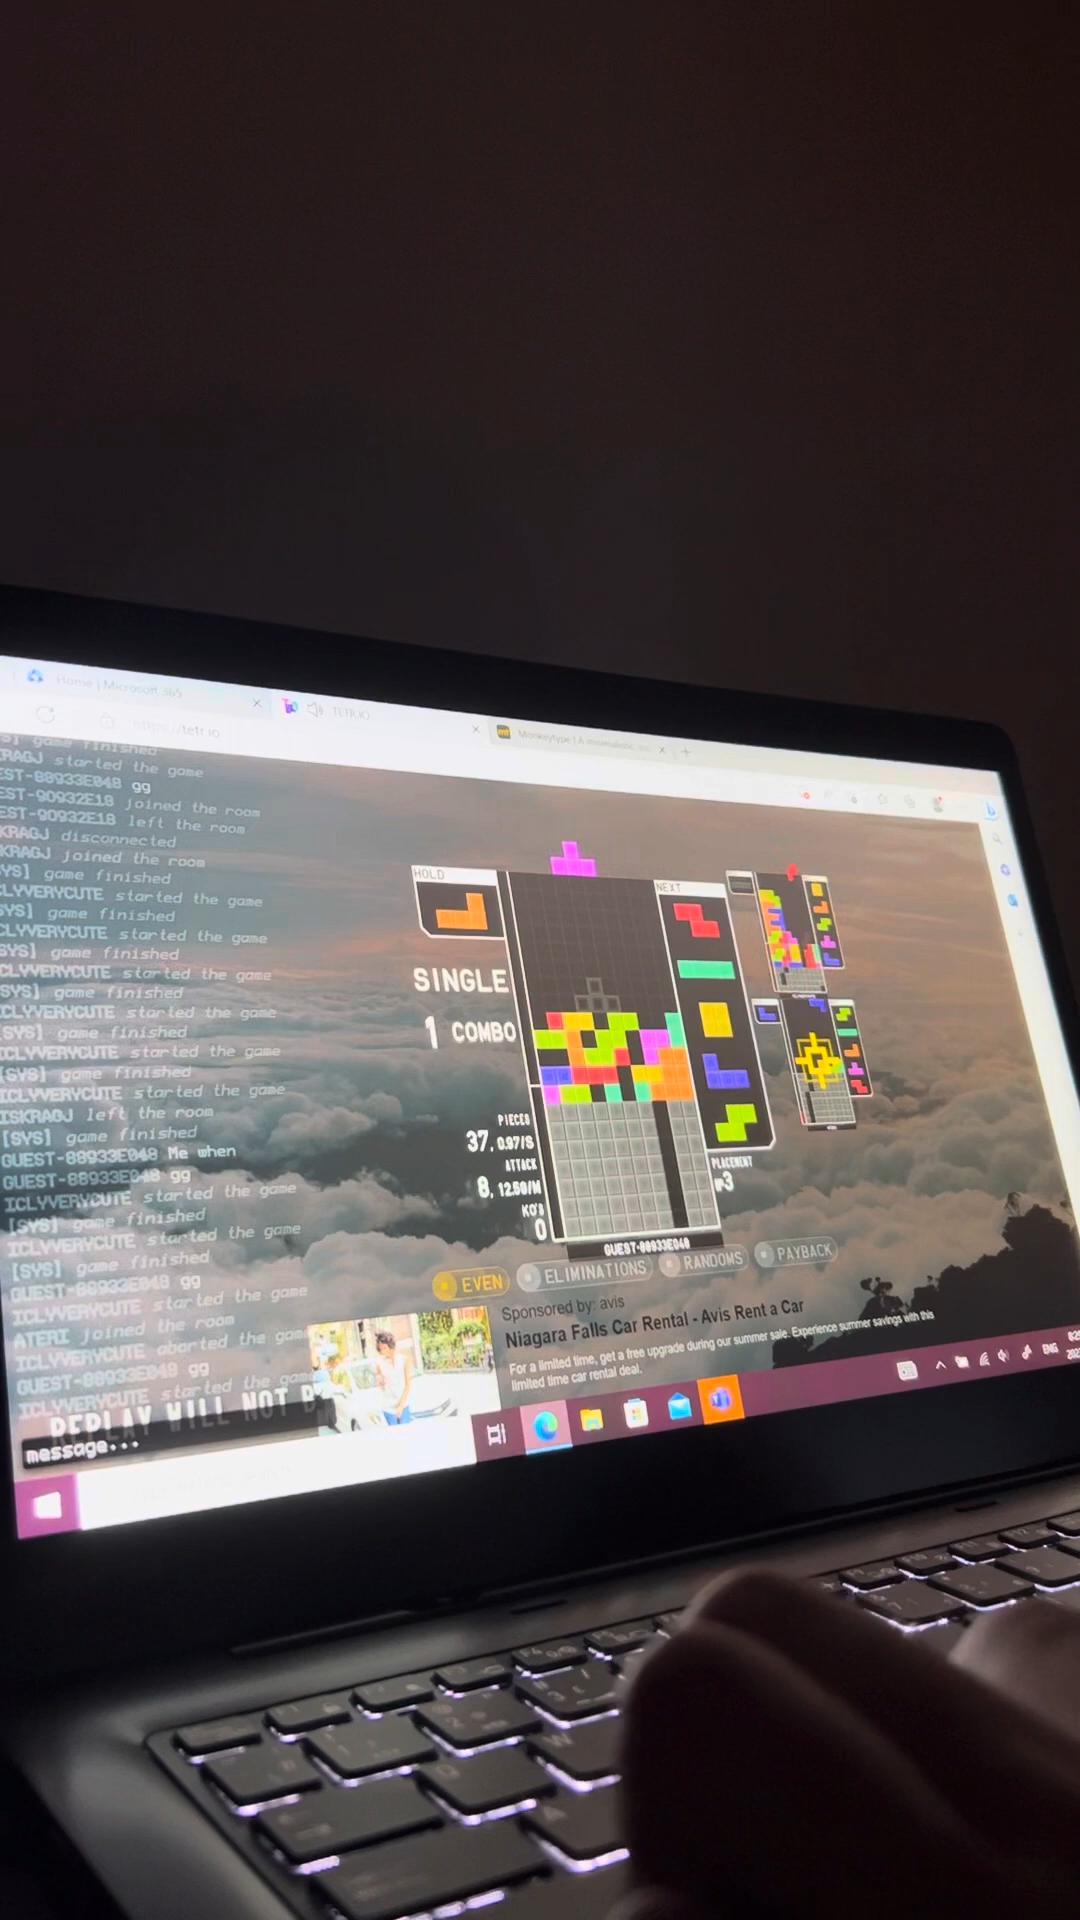 Home | Microsoft 365
TETR.IO
Monkeytype | A minimalistic
https://tetr.io
S] game finished
KRAGJ started the game
EST-88933E048 gg
EST-90932E18 joined the room
EST-90932E18 left the room
KRAGJ disconnected
KRAGJ joined the room
YS] game finished
CLYVERYCUTE started the game
SYS] game finished
CLYVERYCUTE started the game
SYS] game finished
CLYVERYCUTE started the game
[SYS] game finished
ICLYVERYCUTE started the game
[SYS] game finished
ICLYVERYCUTE started the game
[SYS] game finished
ICLYVERYCUTE started the game
ISKRAGJ left the room
[SYS] game finished
GUEST-88933E048 Me when
GUEST-88933E048 gg
ICLYVERYCUTE started the game
[SYS] game finished
ICLYVERYCUTE started the game
[SYS] game finished
GUEST-88933E048 gg
ICLYVERYCUTE started the game
ATERI joined the room
ICLYVERYCUTE aborted the game
GUEST-88933E048 gg
ICLYVERYCUTE started the game
REPLAY WILL NOT B
message...
HOLD
NEXT
SINGLE
1 COMBO
PIECES
37, 0.97/S
ATTACK
8, 12.50/M
KO'S
0
PLACEMENT
#3
GUEST-88933E048
EVEN
ELIMINATIONS
RANDOMS
PAYBACK
Sponsored by: avis
Niagara Falls Car Rental - Avis Rent a Car
For a limited time, get a free upgrade during our summer sale. Experience summer savings with this
limited time car rental deal.
ENG